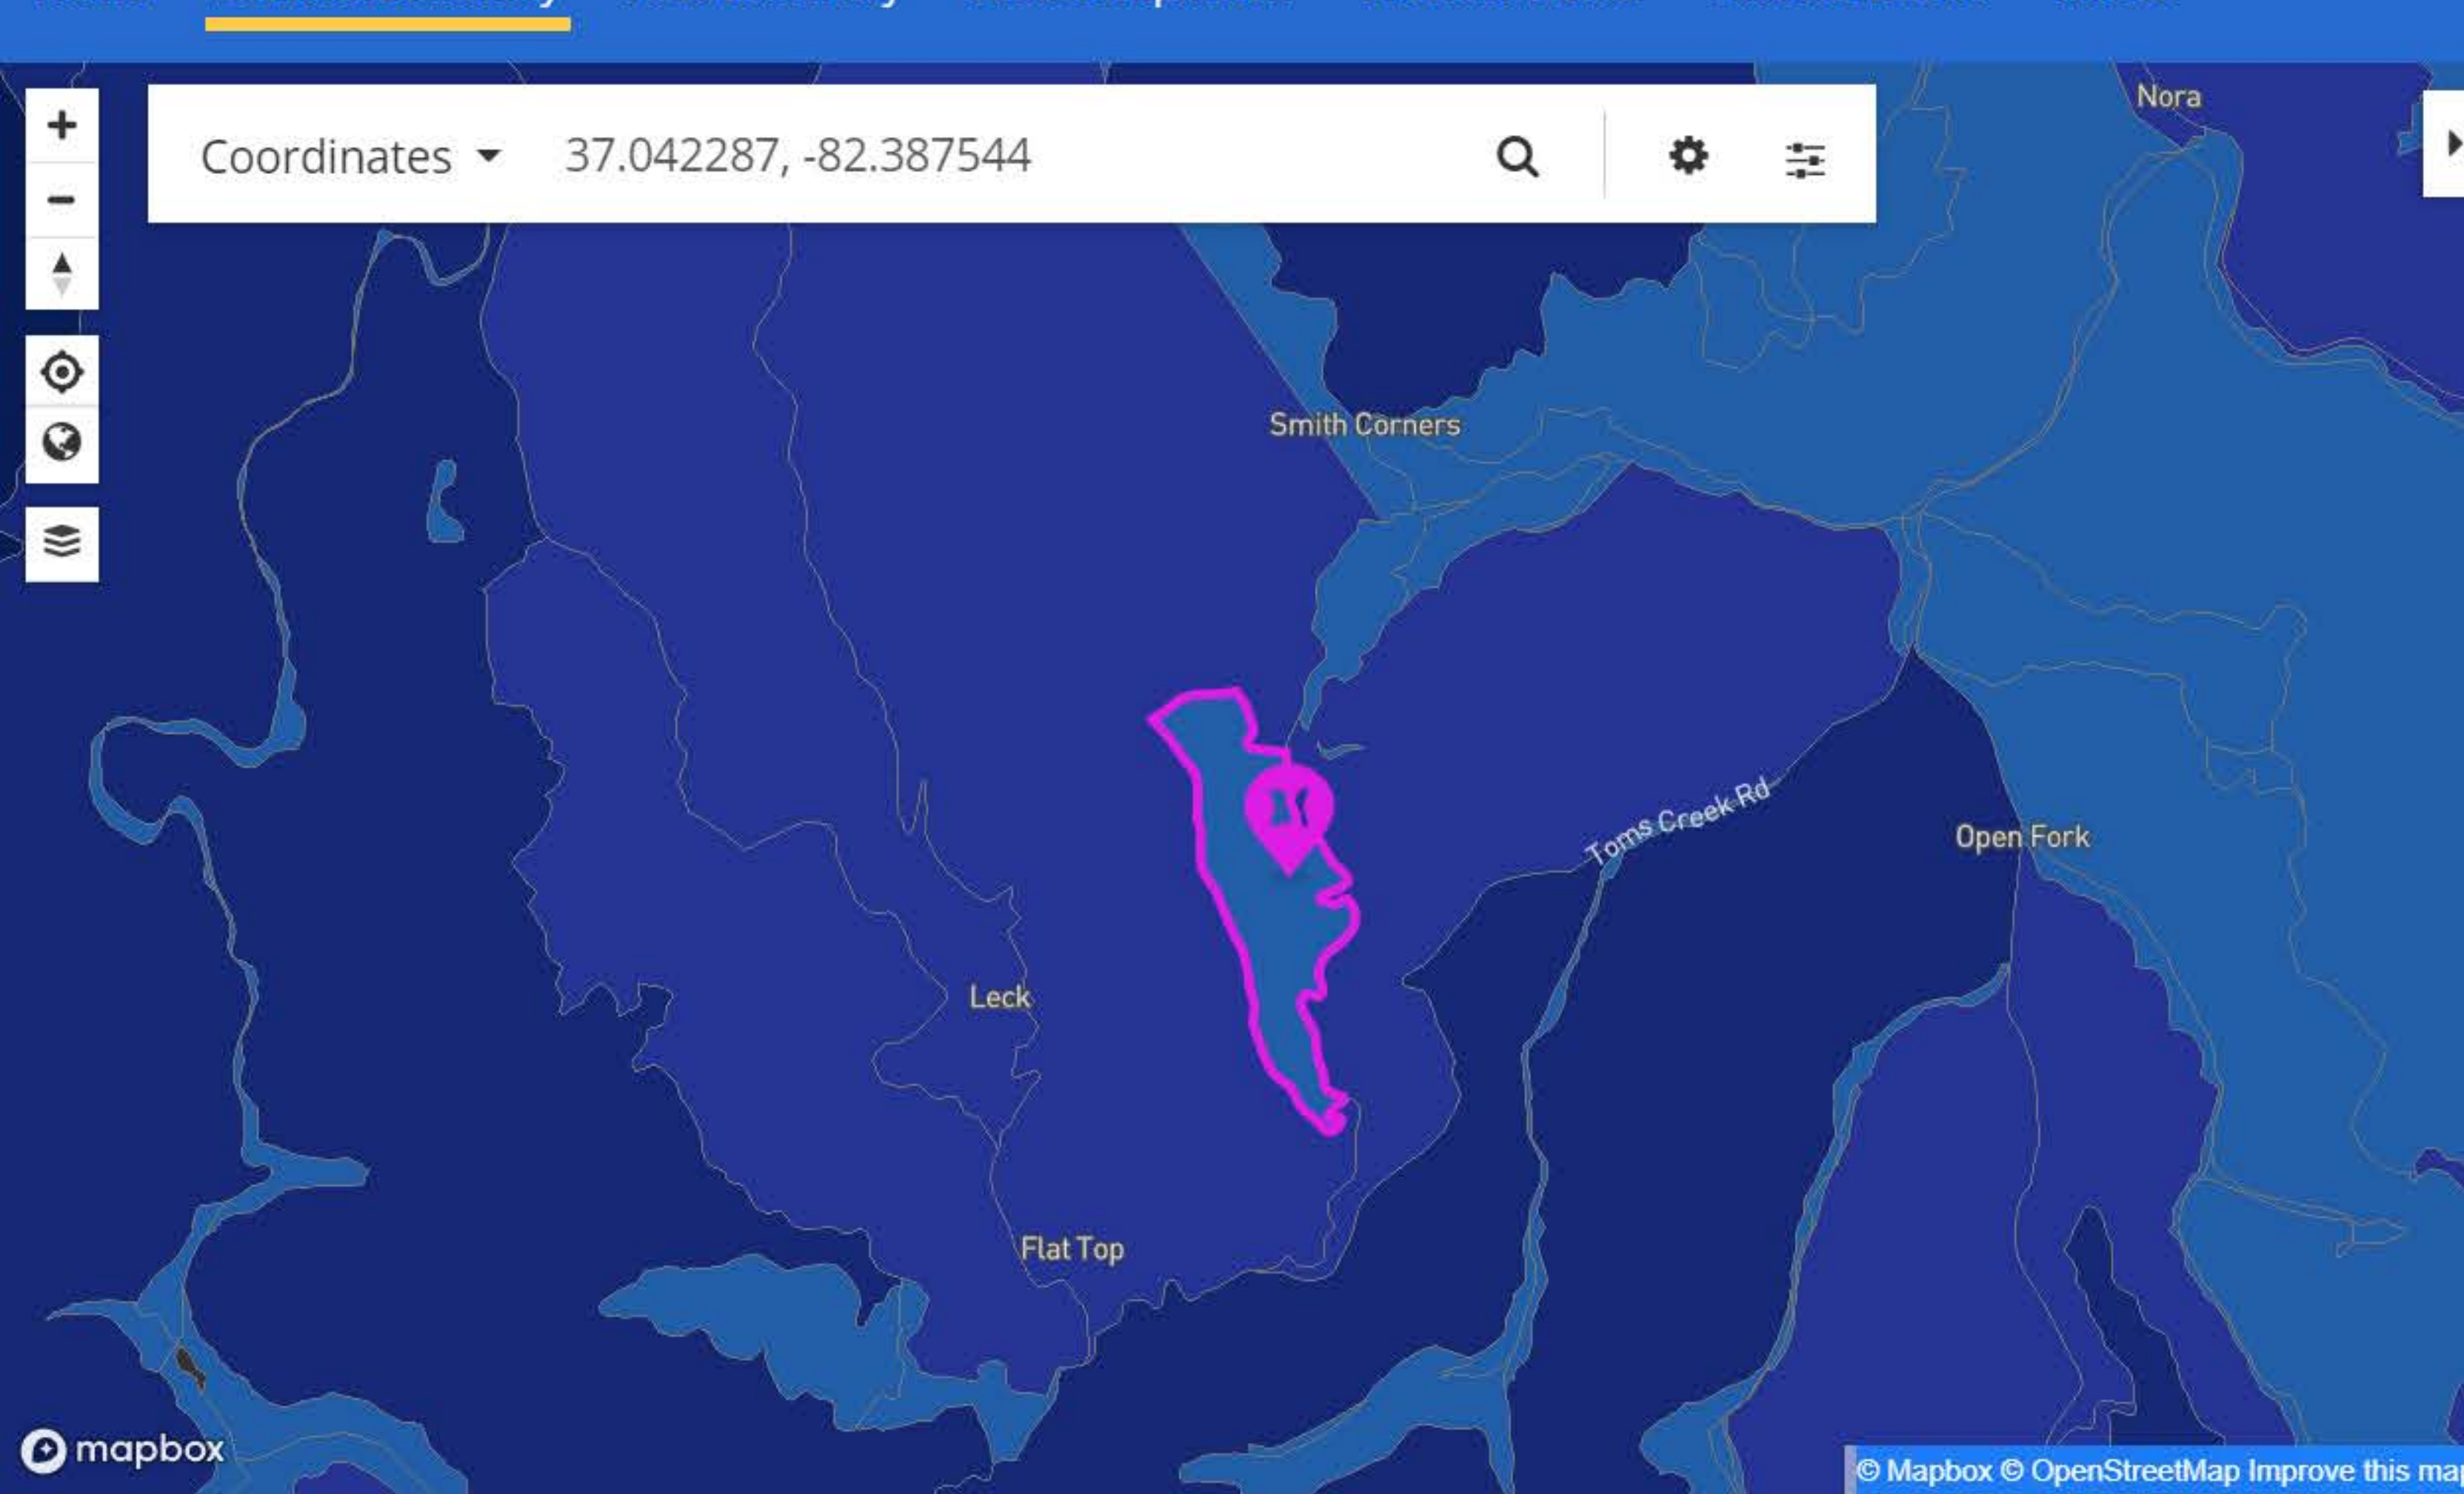 Nora
Coordinates
37.042287, -82.387544
Smith Corners
Toms Creek Rd
Open Fork
Leck
Flat Top
mapbox
© Mapbox © OpenStreetMap Improve this map